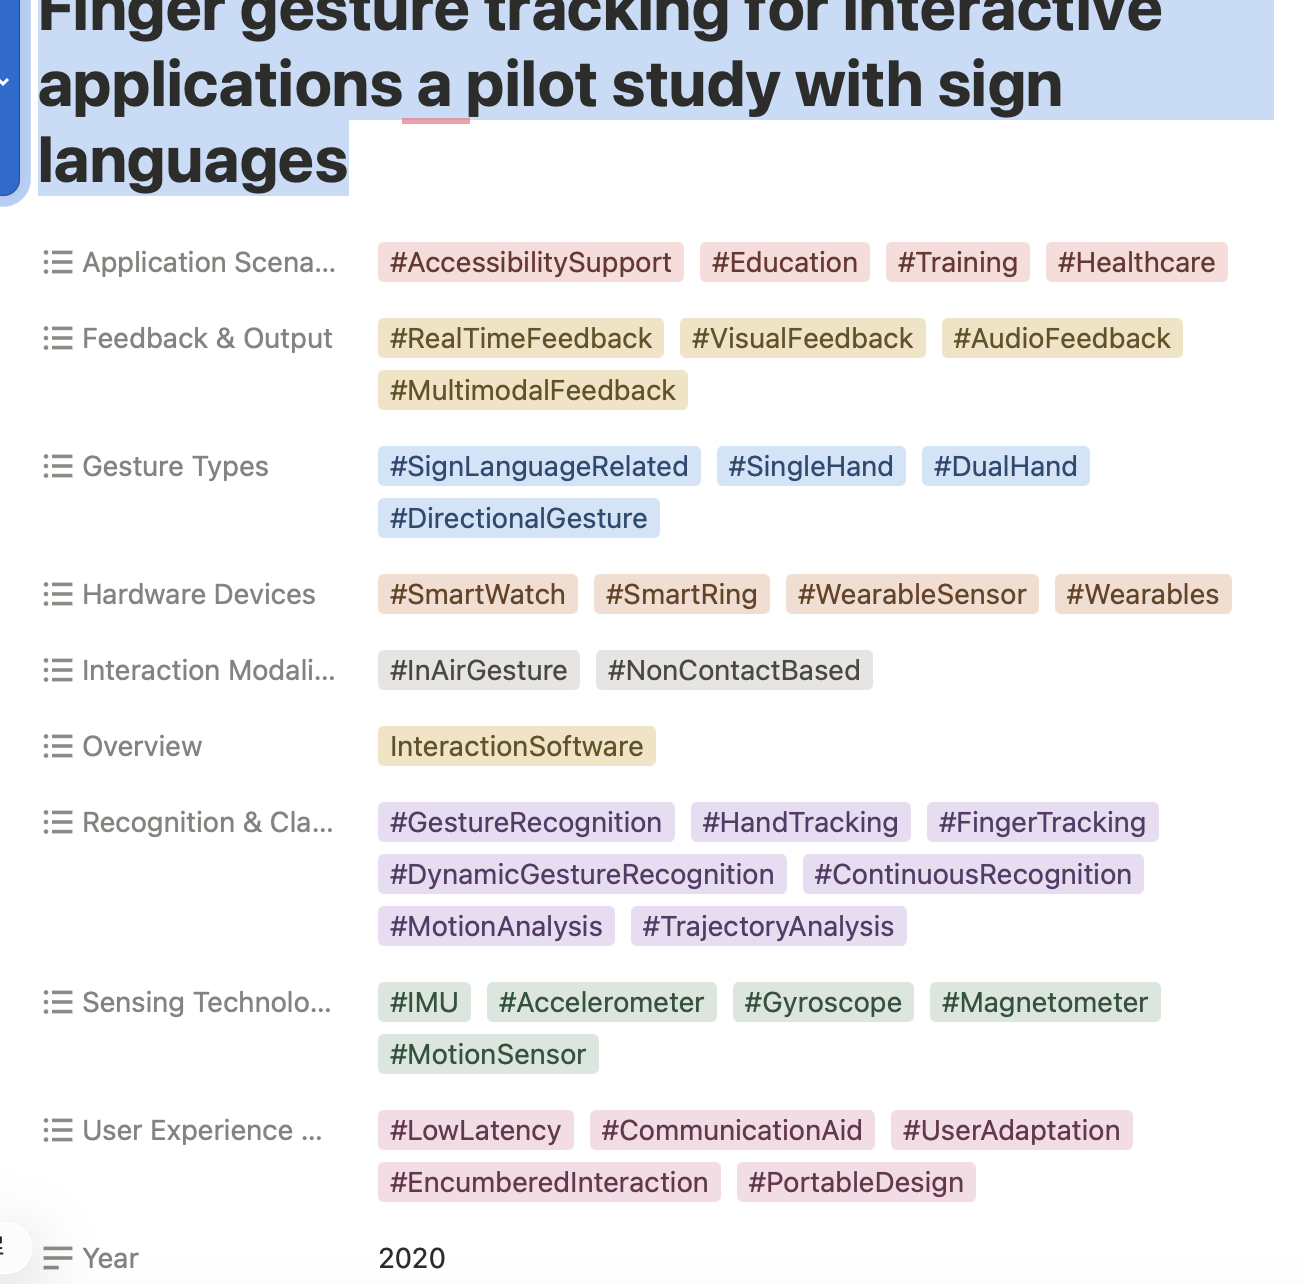 Finger gesture tracking for interactive
applications a pilot study with sign
languages
Application Scena... #AccessibilitySupport #Education #Training #Healthcare
Feedback & Output #RealTimeFeedback #VisualFeedback #AudioFeedback
#MultimodalFeedback
Gesture Types #SignLanguageRelated #SingleHand #DualHand
#DirectionalGesture
Hardware Devices #SmartWatch #SmartRing #WearableSensor #Wearables
Interaction Modali... #InAirGesture #NonContactBased
Overview InteractionSoftware
Recognition & Cla... #GestureRecognition #HandTracking #FingerTracking
#DynamicGestureRecognition #ContinuousRecognition
#MotionAnalysis #TrajectoryAnalysis
Sensing Technolo... #IMU #Accelerometer #Gyroscope #Magnetometer
#MotionSensor
User Experience ... #LowLatency #CommunicationAid #UserAdaptation
#EncumberedInteraction #PortableDesign
Year 2020